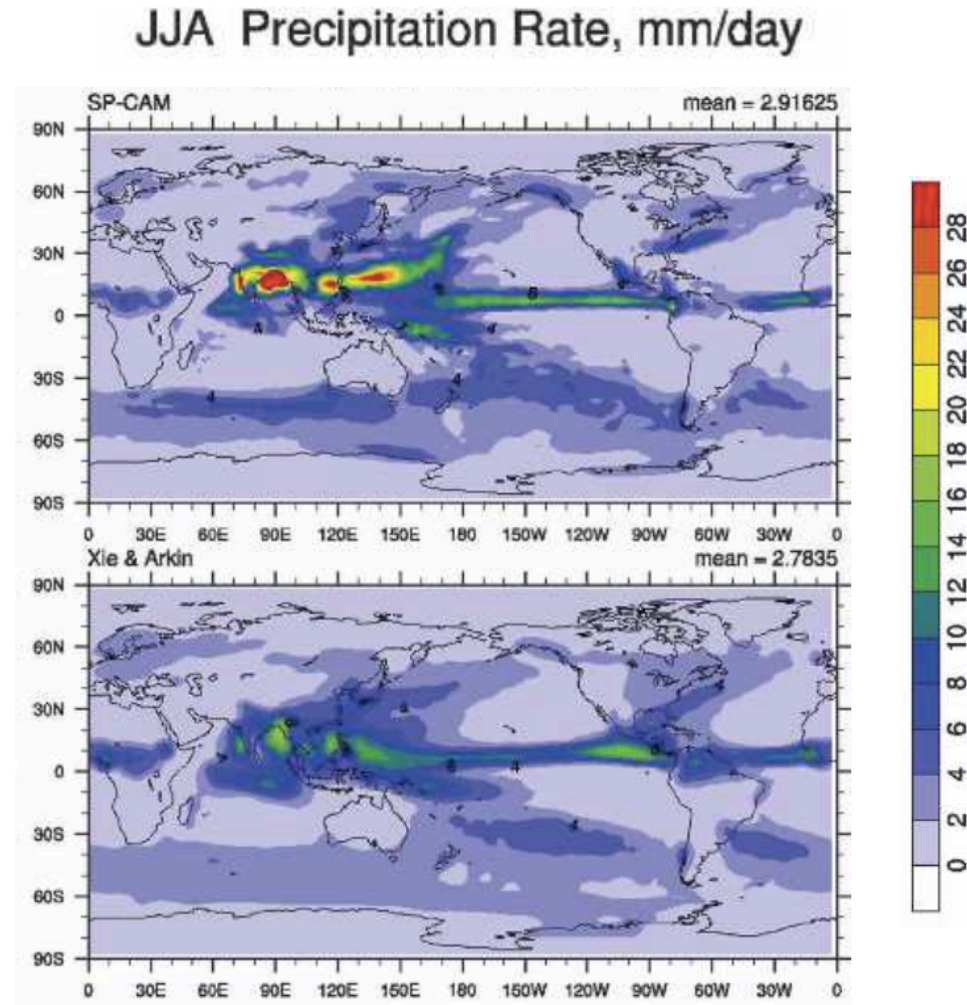 JJA Precipitation Rate, mm/day
SP-CAM mean = 2.91625
90N
60N
30N
0
30S
60S
90S
0 30E 60E 90E 120E 150E 180 150W 120W 90W 60W 30W 0
Xie & Arkin mean = 2.7835
90N
60N
30N
0
30S
60S
90S
0 30E 60E 90E 120E 150E 180 150W 120W 90W 60W 30W 0
28
26
24
22
20
18
16
14
12
10
8
6
4
2
0